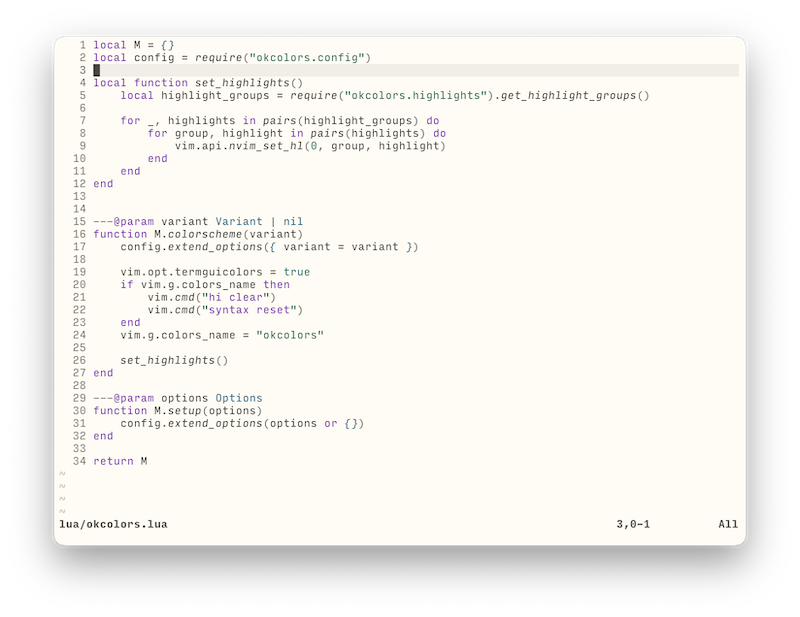 1 local M = {}
2 local config = require("okcolors.config")
3
4 local function set_highlights()
5     local highlight_groups = require("okcolors.highlights").get_highlight_groups()
6
7     for _, highlights in pairs(highlight_groups) do
8         for group, highlight in pairs(highlights) do
9             vim.api.nvim_set_hl(0, group, highlight)
10         end
11     end
12 end
13
14
15 ---@param variant Variant | nil
16 function M.colorscheme(variant)
17     config.extend_options({ variant = variant })
18
19     vim.opt.termguicolors = true
20     if vim.g.colors_name then
21         vim.cmd("hi clear")
22         vim.cmd("syntax reset")
23     end
24     vim.g.colors_name = "okcolors"
25
26     set_highlights()
27 end
28
29 ---@param options Options
30 function M.setup(options)
31     config.extend_options(options or {})
32 end
33
34 return M
~
~
~
~
lua/okcolors.lua 3,0-1 All